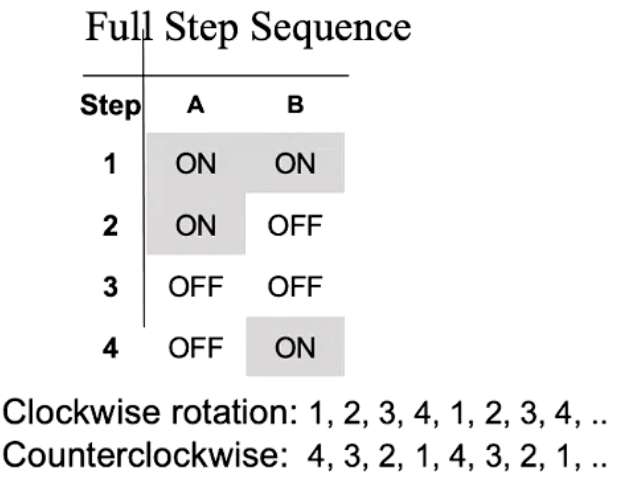 Full Step Sequence
Step A B
1 ON ON
2 ON OFF
3 OFF OFF
4 OFF ON
Clockwise rotation: 1, 2, 3, 4, 1, 2, 3, 4, ..
Counterclockwise: 4, 3, 2, 1, 4, 3, 2, 1, ..